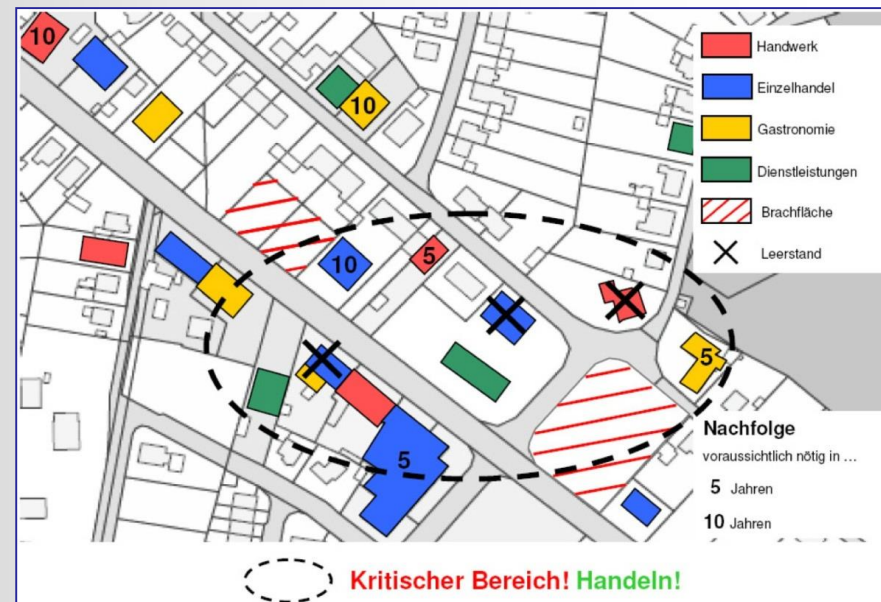 10
10
10
5
5
5
Handwerk
Einzelhandel
Gastronomie
Dienstleistungen
Brachfläche
Leerstand
Nachfolge
voraussichtlich nötig in ...
5 Jahren
10 Jahren
Kritischer Bereich! Handeln!